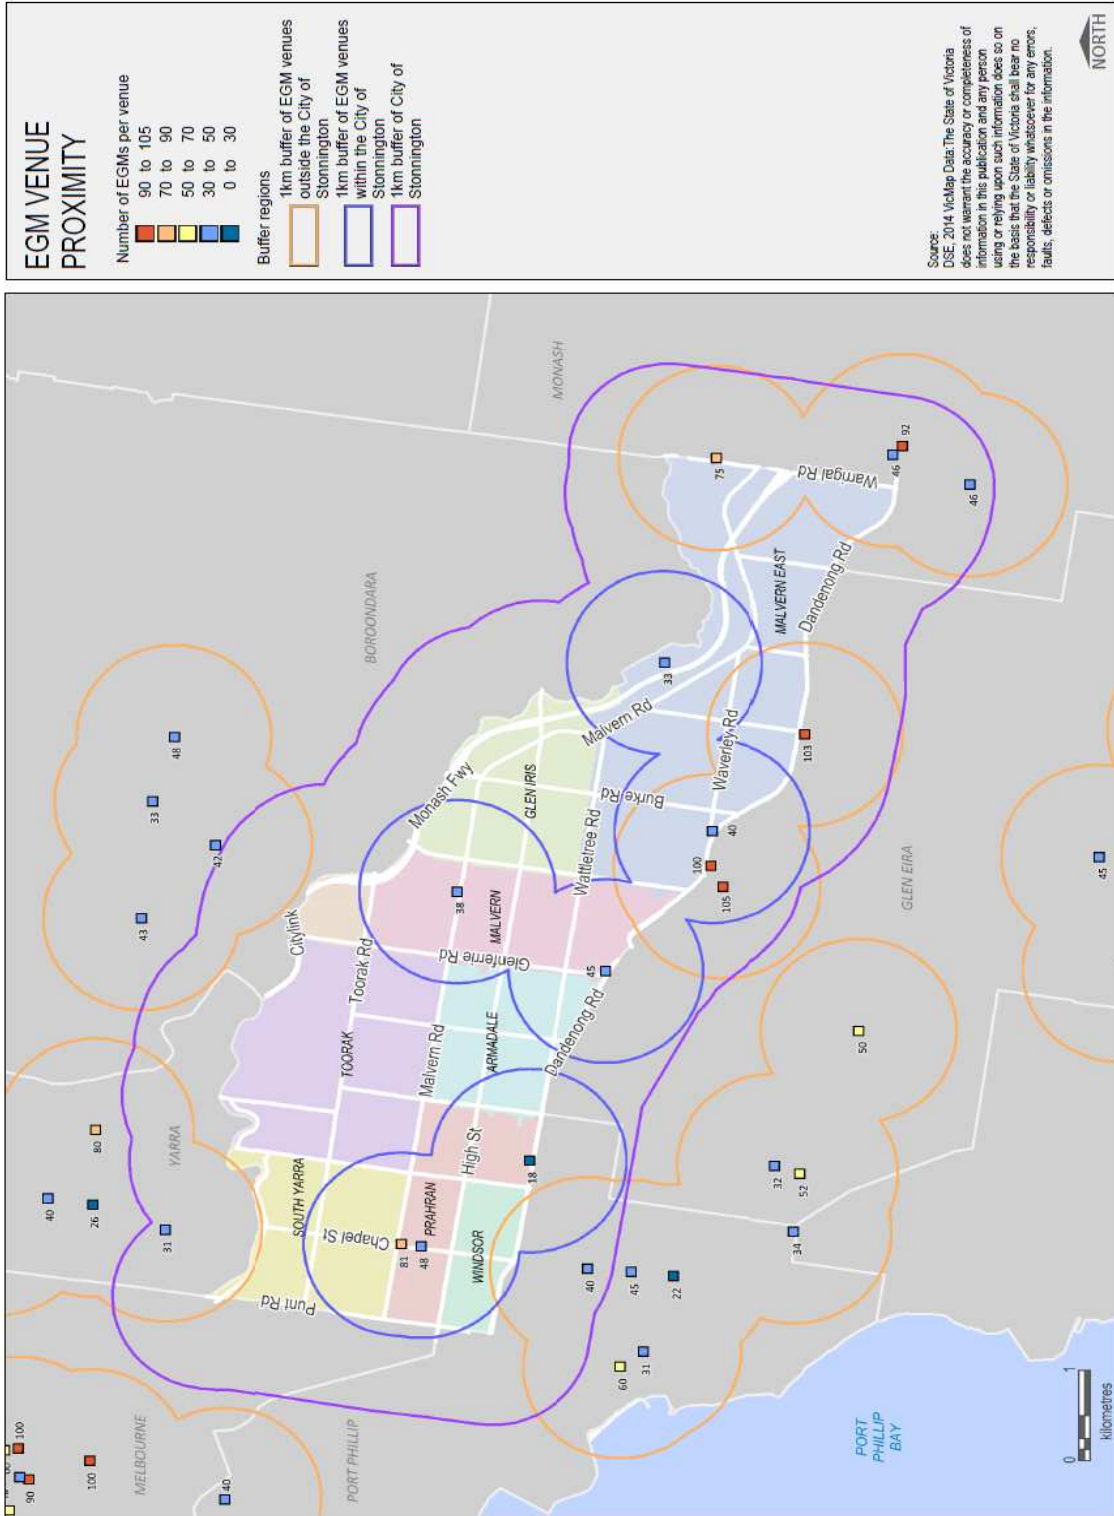 EGM VENUE
PROXIMITY
Number of EGMs per venue
90 to 105
70 to 90
50 to 70
30 to 50
0 to 30
Buffer regions
1km buffer of EGM venues
outside the City of
Stonnington
1km buffer of EGM venues
within the City of
Stonnington
1km buffer of City of
Stonnington
Source:
DSE, 2014 VicMap Data:The State of Victoria
does not warrant the accuracy or completeness of
information in this publication and any person
using or relying upon such information does so on
the basis that the State of Victoria shall bear no
responsibility or liability whatsoever for any errors,
faults, defects or omissions in the information.
NORTH
MELBOURNE
100
90
100
40
PORT PHILLIP
YARRA
40
26
80
31
43
42
33
48
BOROONDARA
MONASH
Citylink
Toorak Rd
TOORAK
SOUTH YARRA
Punt Rd
Chapel St
81
48
PRAHRAN
WINDSOR
High St
18
Malvern Rd
ARMADALE
Glenferrie Rd
MALVERN
38
Monash Fwy
GLEN IRIS
Malvern Rd
Wattletree Rd
Burke Rd
Waverley Rd
33
75
Warrigal Rd
MALVERN EAST
Dandenong Rd
Dandenong Rd
45
40
100
105
103
46
92
46
GLEN EIRA
40
45
22
60
31
32
52
34
50
45
PORT
PHILLIP
BAY
0
1
kilometres